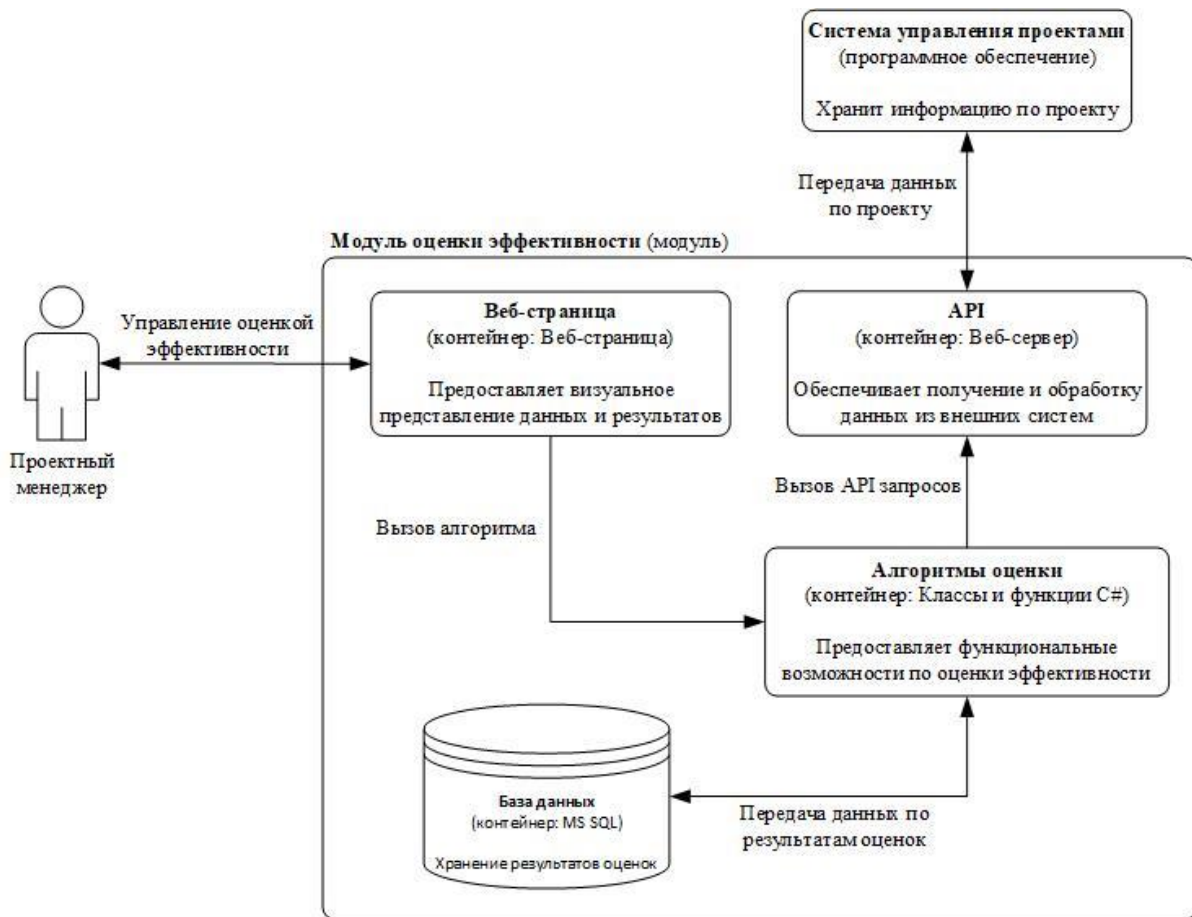 Система управления проектами
(программное обеспечение)
Хранит информацию по проекту
Передача данных
по проекту
Модуль оценки эффективности (модуль)
Управление оценкой
эффективности
Проектный
менеджер
Веб-страница
(контейнер: Веб-страница)
Предоставляет визуальное
представление данных и результатов
API
(контейнер: Веб-сервер)
Обеспечивает получение и обработку
данных из внешних систем
Вызов API запросов
Вызов алгоритма
Алгоритмы оценки
(контейнер: Классы и функции C#)
Предоставляет функциональные
возможности по оценки эффективности
База данных
(контейнер: MS SQL)
Хранение результатов оценок
Передача данных по
результатам оценок